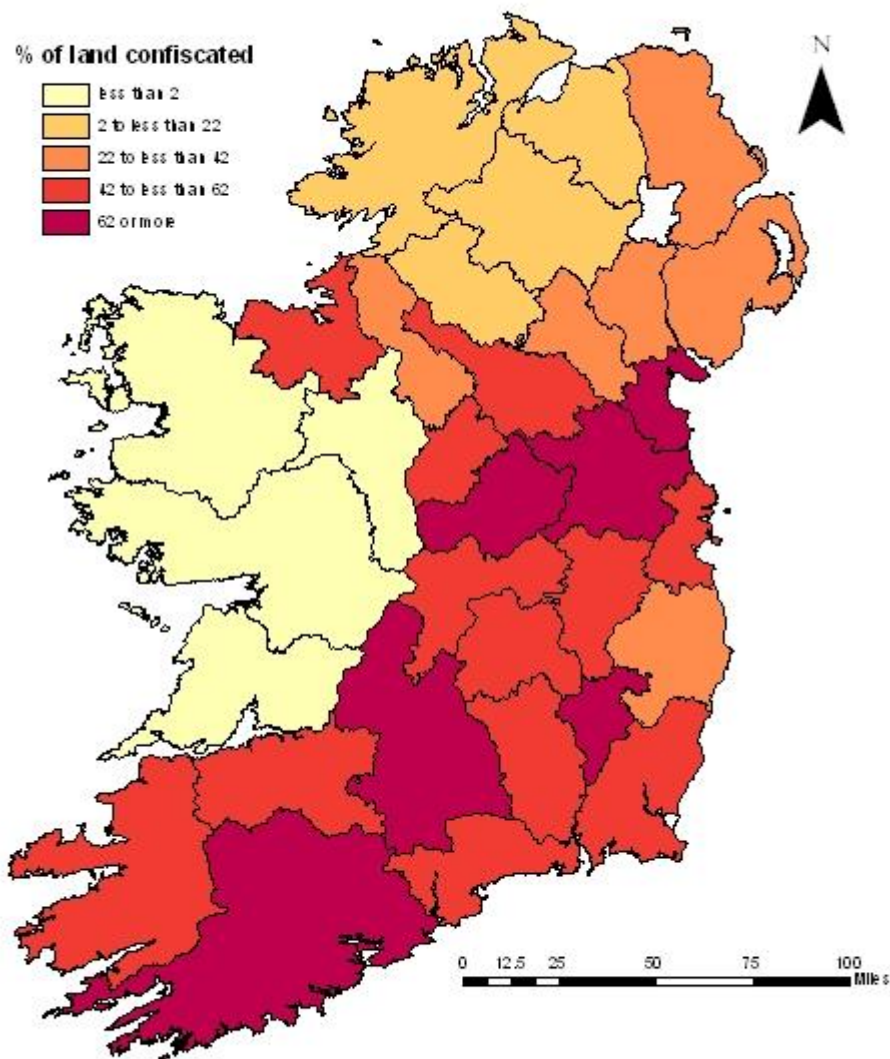 % of land confiscated
less than 2
2 to less than 22
22 to less than 42
42 to less than 62
62 or more
N
0 12.5 25 50 75 100
Miles